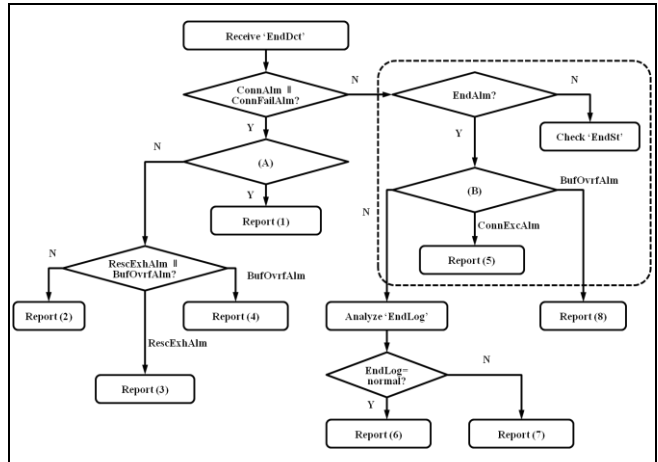 Receive ‘EndDct’
ConnAlm ||
ConnFailAlm?
N
EndAlm?
N
Y
Y
Check ‘EndSt’
N
(A)
(B)
BufOvrfAlm
Y
N
Report (1)
ConnExcAlm
Report (5)
N
RescExhAlm ||
BufOvrfAlm?
BufOvrfAlm
Report (2)
Report (4)
Analyze ‘EndLog’
Report (8)
RescExhAlm
EndLog=
normal?
N
Report (3)
Y
Report (6)
Report (7)